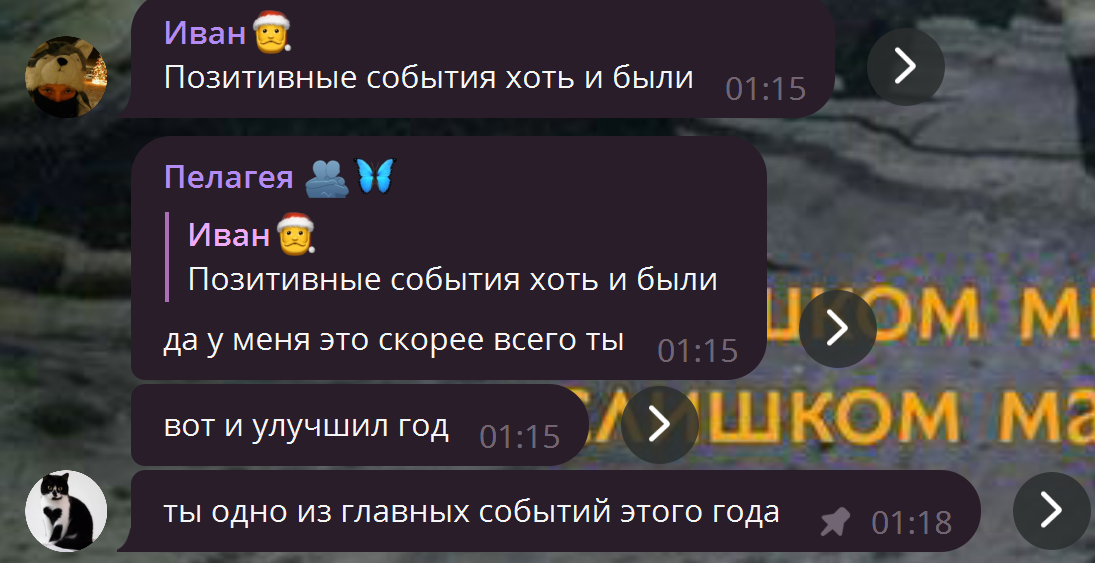 Иван🎅
Позитивные события хоть и были 01:15
Пелагея 🫂🦋
Иван🎅
Позитивные события хоть и были
да у меня это скорее всего ты 01:15
вот и улучшил год 01:15
ты одно из главных событий этого года 01:18